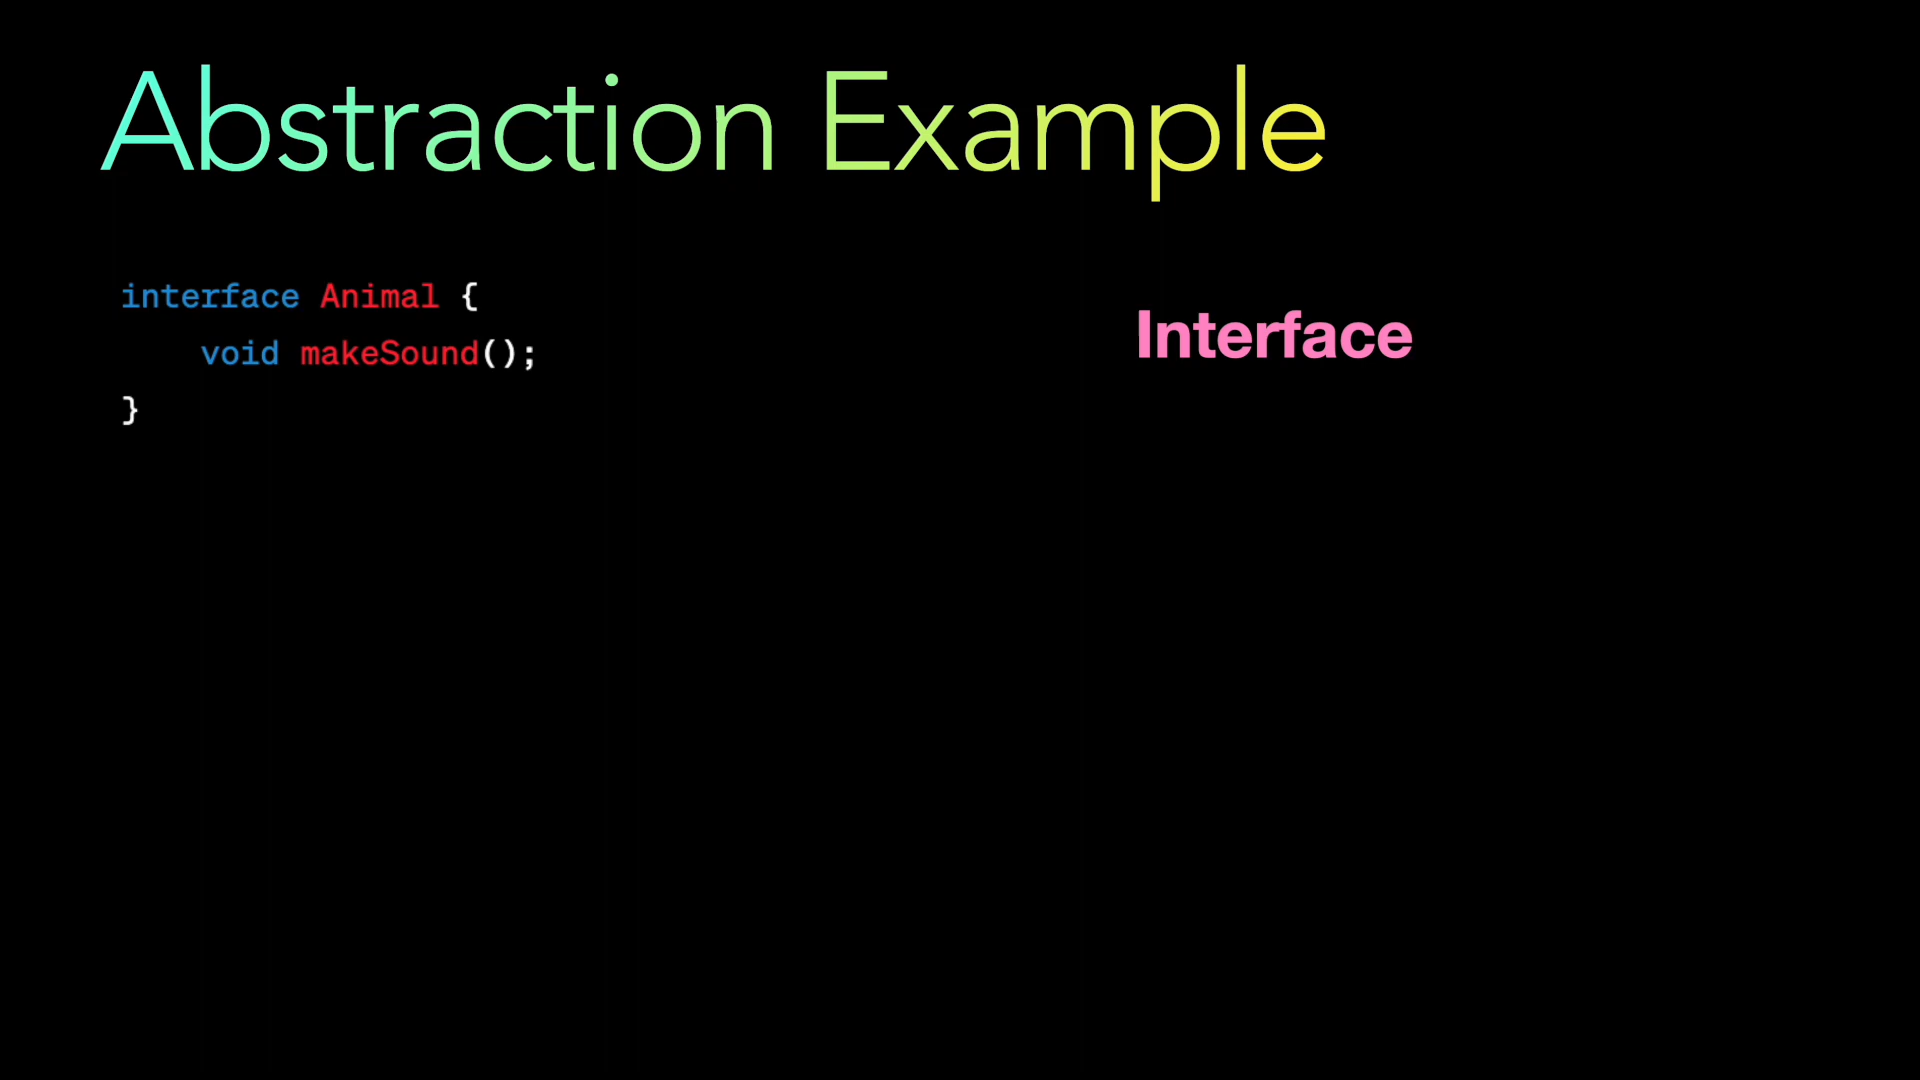 Abstraction Example
interface Animal {
    void makeSound();
}
Interface